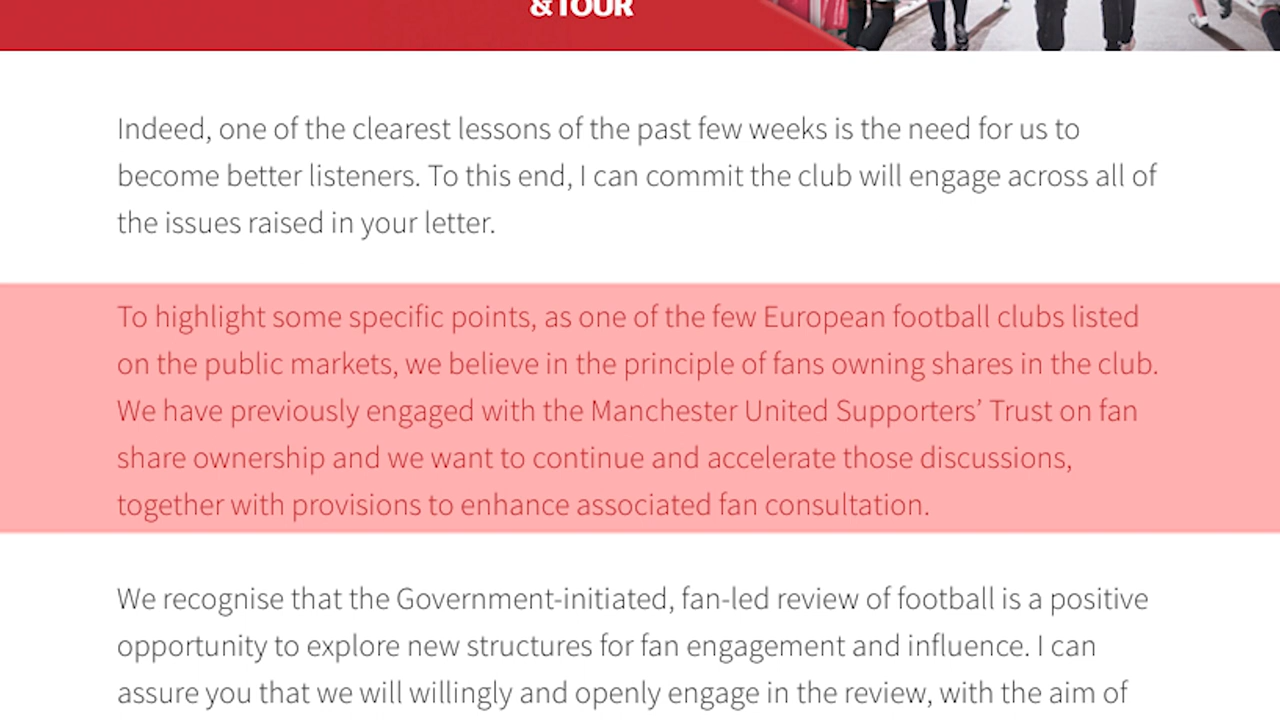 &TOUR
Indeed, one of the clearest lessons of the past few weeks is the need for us to
become better listeners. To this end, I can commit the club will engage across all of
the issues raised in your letter.
To highlight some specific points, as one of the few European football clubs listed
on the public markets, we believe in the principle of fans owning shares in the club.
We have previously engaged with the Manchester United Supporters’ Trust on fan
share ownership and we want to continue and accelerate those discussions,
together with provisions to enhance associated fan consultation.
We recognise that the Government-initiated, fan-led review of football is a positive
opportunity to explore new structures for fan engagement and influence. I can
assure you that we will willingly and openly engage in the review, with the aim of